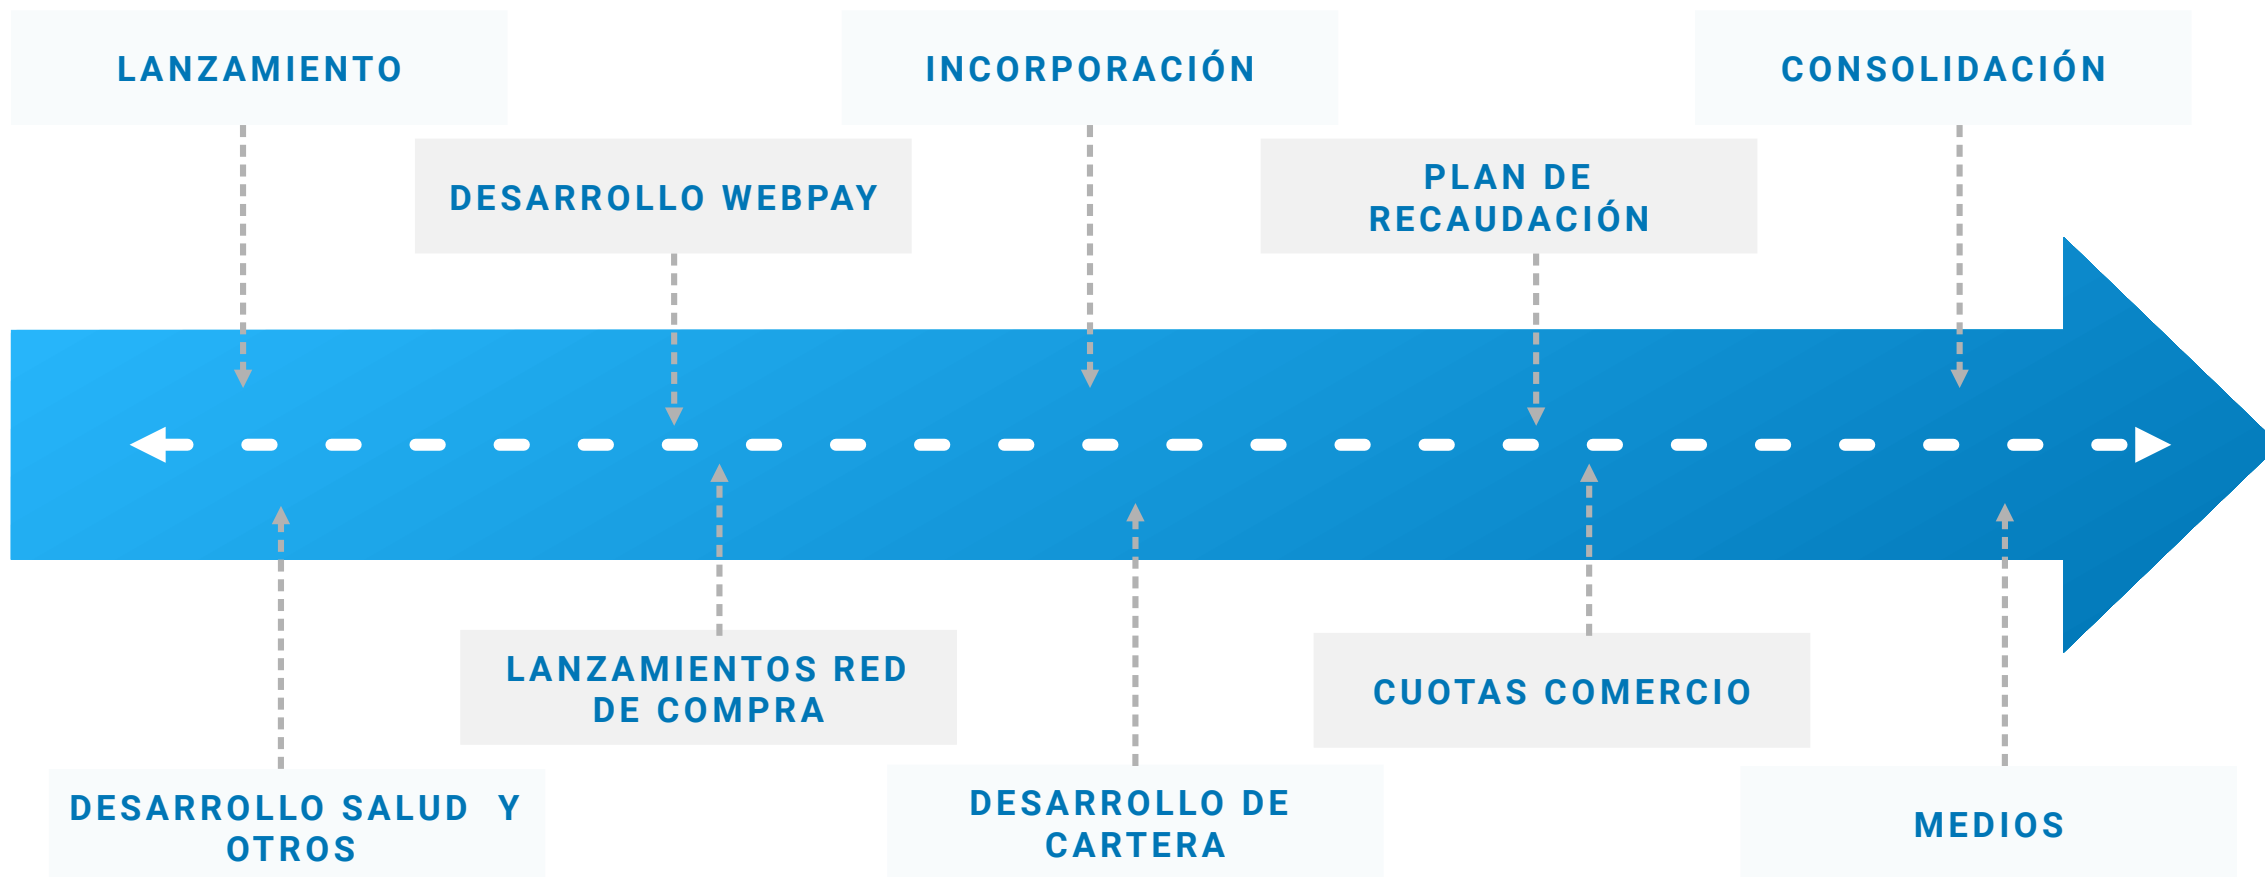 LANZAMIENTO
INCORPORACIÓN
CONSOLIDACIÓN
DESARROLLO WEBPAY
PLAN DE
RECAUDACIÓN
LANZAMIENTOS RED
DE COMPRA
CUOTAS COMERCIO
DESARROLLO SALUD Y
OTROS
DESARROLLO DE
CARTERA
MEDIOS